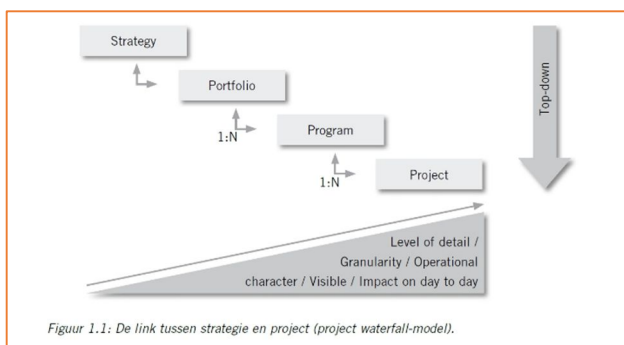 Strategy
Portfolio
1:N
Program
1:N
Project
Top-down
Level of detail /
Granularity / Operational
character / Visible / Impact on day to day
Figuur 1.1: De link tussen strategie en project (project waterfall-model).